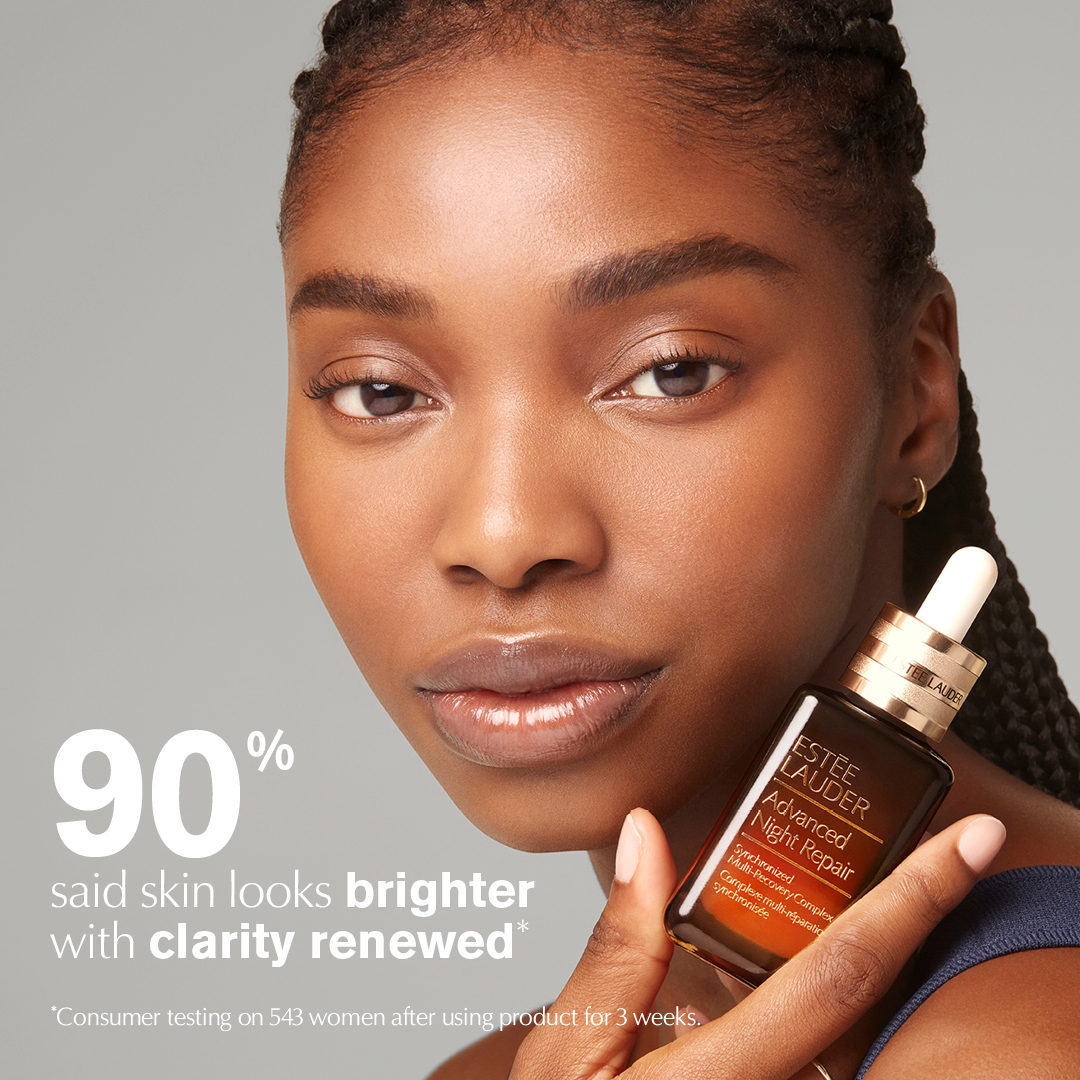 90%
said skin looks brighter
with clarity renewed*
*Consumer testing on 543 women after using product for 3 weeks.
ESTĒE LAUDER
ESTĒE
LAUDER
Advanced
Night Repair
Synchronized
Multi-Recovery Complex
Complexe multi-réparation
synchronisée